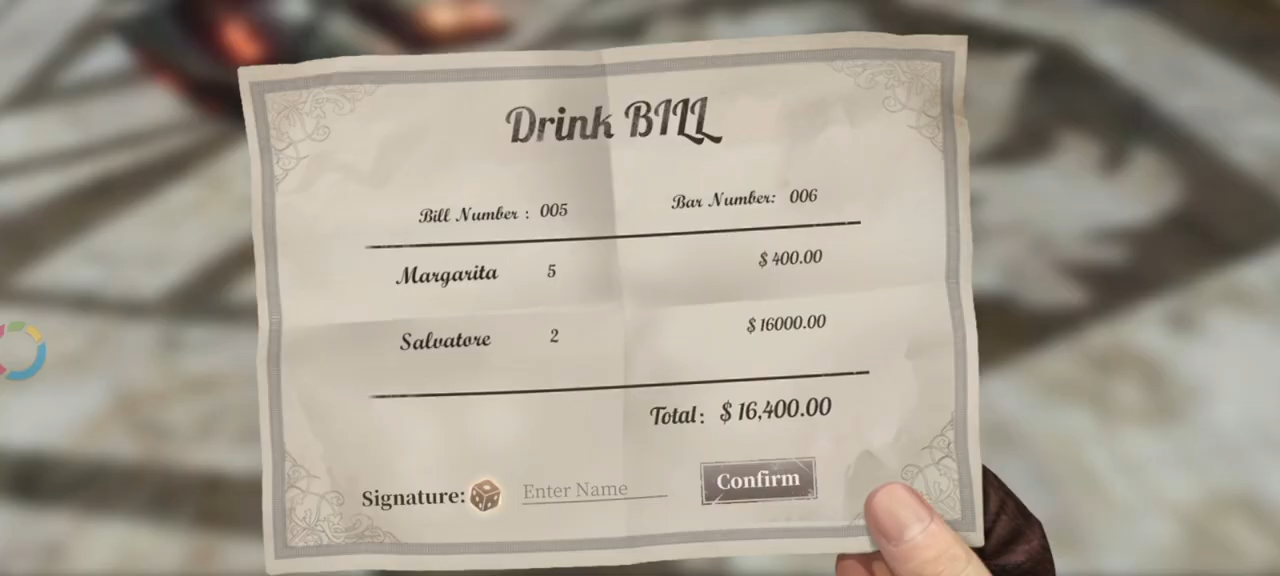 Drink BILL
Bill Number : 005 Bar Number: 006
Margarita 5 $ 400.00
Salvatore 2 $ 16000.00
Total: $ 16,400.00
Signature: Enter Name Confirm